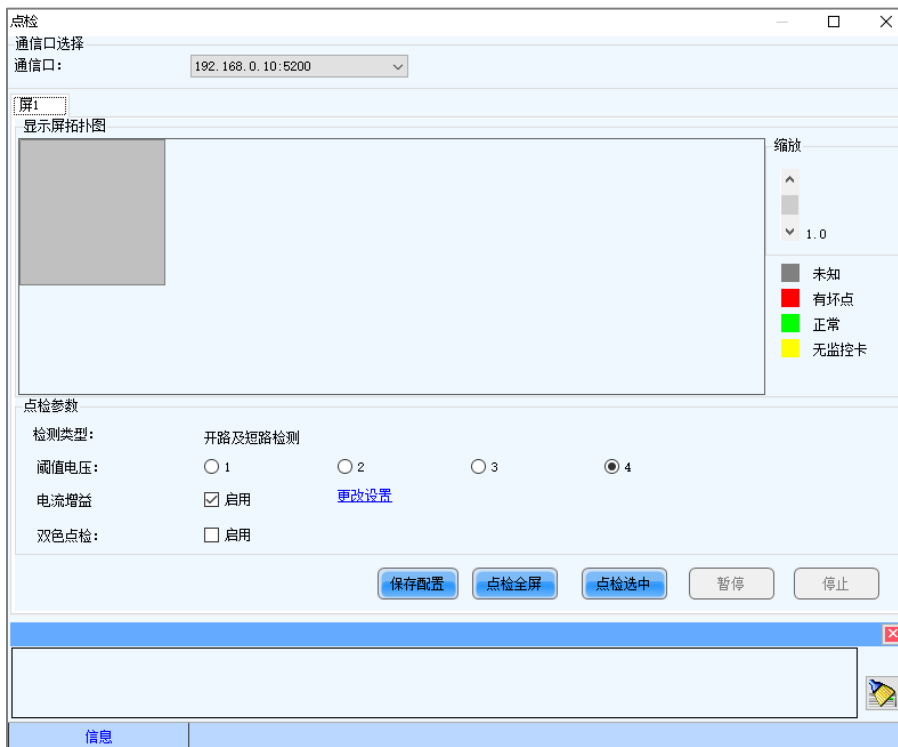 点检
通信口选择
通信口: 192.168.0.10:5200
屏1
显示屏拓扑图
缩放
1.0
未知
有坏点
正常
无监控卡
点检参数
检测类型: 开路及短路检测
阈值电压: 1 2 3 4
电流增益 启用 更改设置
双色点检: 启用
保存配置 点检全屏 点检选中 暂停 停止
信息